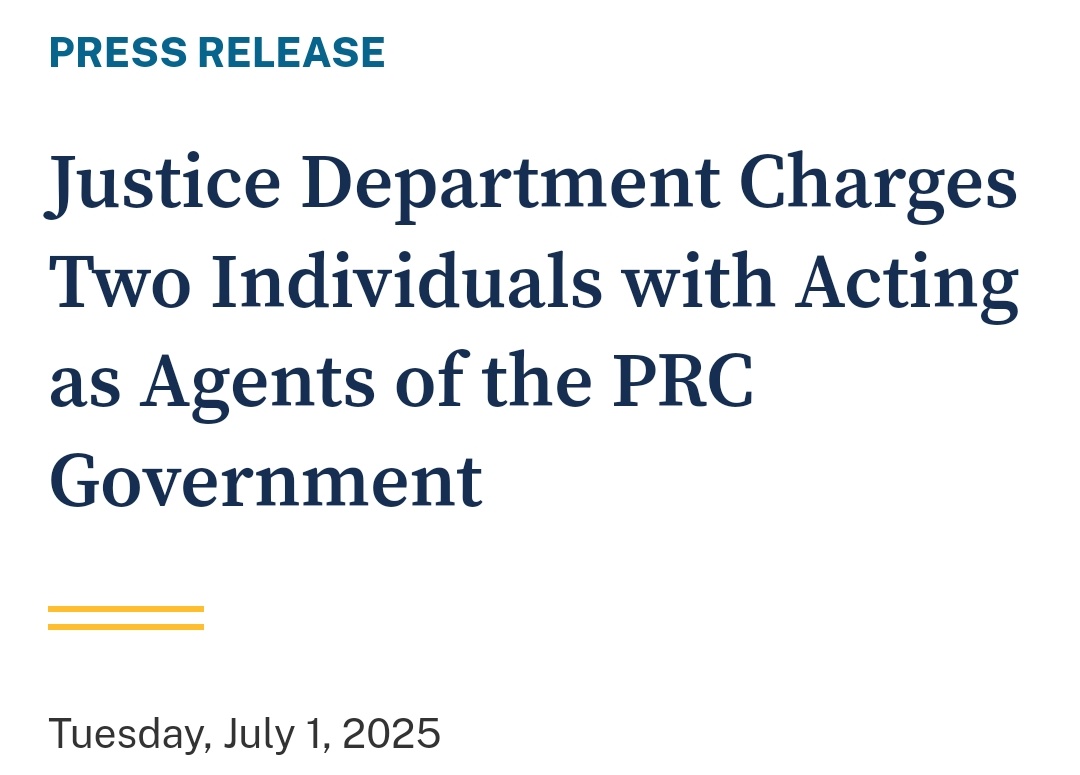 PRESS RELEASE
Justice Department Charges
Two Individuals with Acting
as Agents of the PRC
Government
Tuesday, July 1, 2025